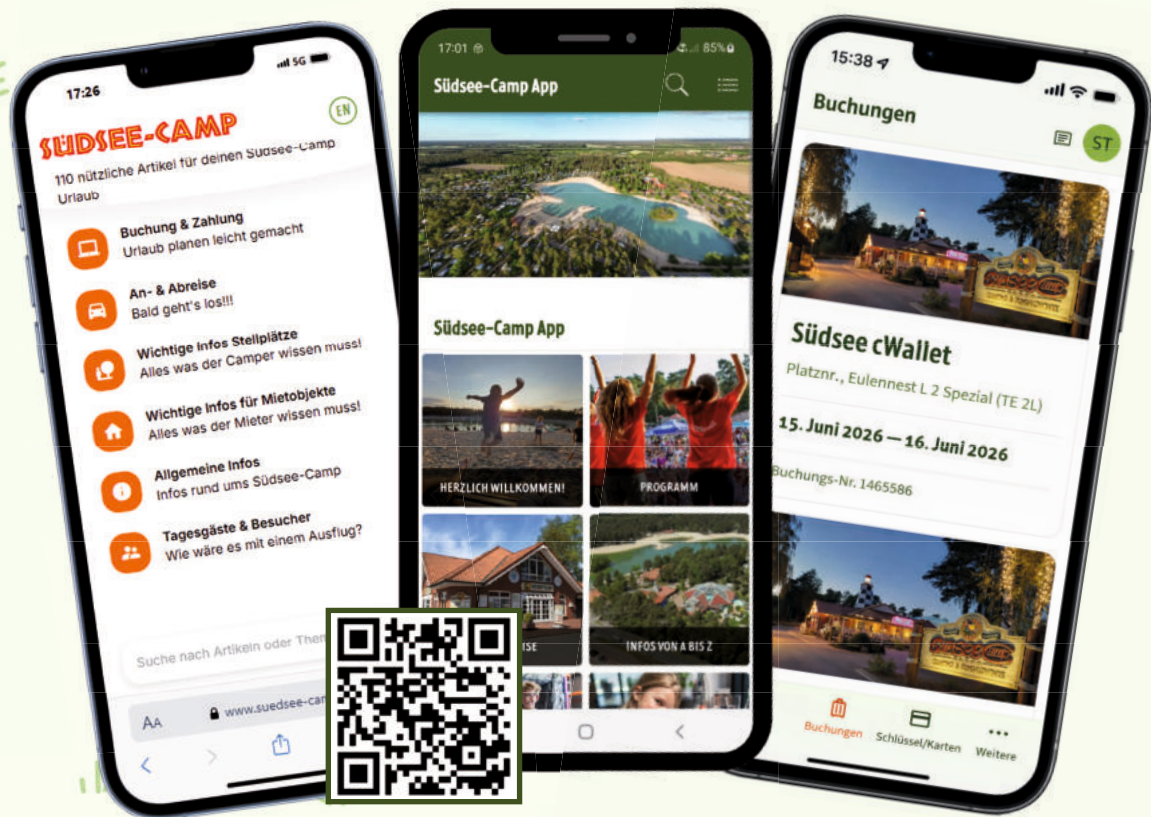 17:26
5G
SÜDSEE-CAMP
EN
110 nützliche Artikel für deinen Südsee-Camp
Urlaub
Buchung & Zahlung
Urlaub planen leicht gemacht
An- & Abreise
Bald geht's los!!!
Wichtige Infos Stellplätze
Alles was der Camper wissen muss!
Wichtige Infos für Mietobjekte
Alles was der Mieter wissen muss!
Allgemeine Infos
Infos rund ums Südsee-Camp
Tagesgäste & Besucher
Wie wäre es mit einem Ausflug?
Suche nach Artikeln oder Them
AA
www.suedsee-ca
17:01
85%
Südsee-Camp App
Südsee-Camp App
HERZLICH WILLKOMMEN!
PROGRAMM
ISE
INFOS VON A BIS Z
15:38
Buchungen
ST
Südsee cWallet
Platznr., Eulennest L 2 Spezial (TE 2L)
15. Juni 2026 — 16. Juni 2026
Buchungs-Nr. 1465586
Buchungen
Schlüssel/Karten
Weitere